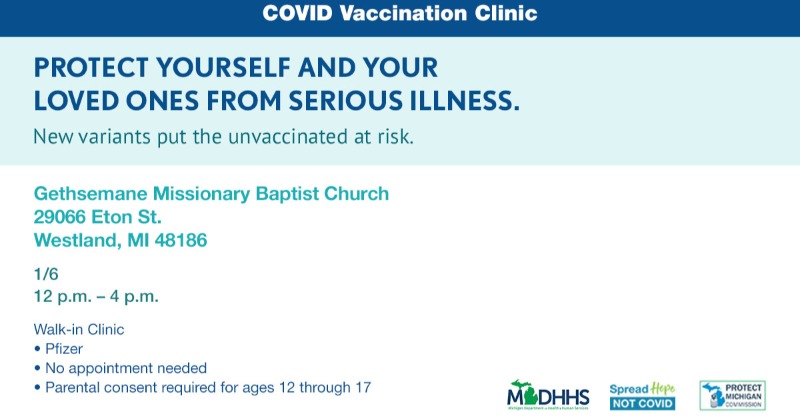 COVID Vaccination Clinic
PROTECT YOURSELF AND YOUR
LOVED ONES FROM SERIOUS ILLNESS.
New variants put the unvaccinated at risk.
Gethsemane Missionary Baptist Church
29066 Eton St.
Westland, MI 48186
1/6
12 p.m. – 4 p.m.
Walk-in Clinic
• Pfizer
• No appointment needed
• Parental consent required for ages 12 through 17
MDHHS
Michigan Department of Health & Human Services
Spread Hope
NOT COVID
PROTECT
MICHIGAN
COMMISSION